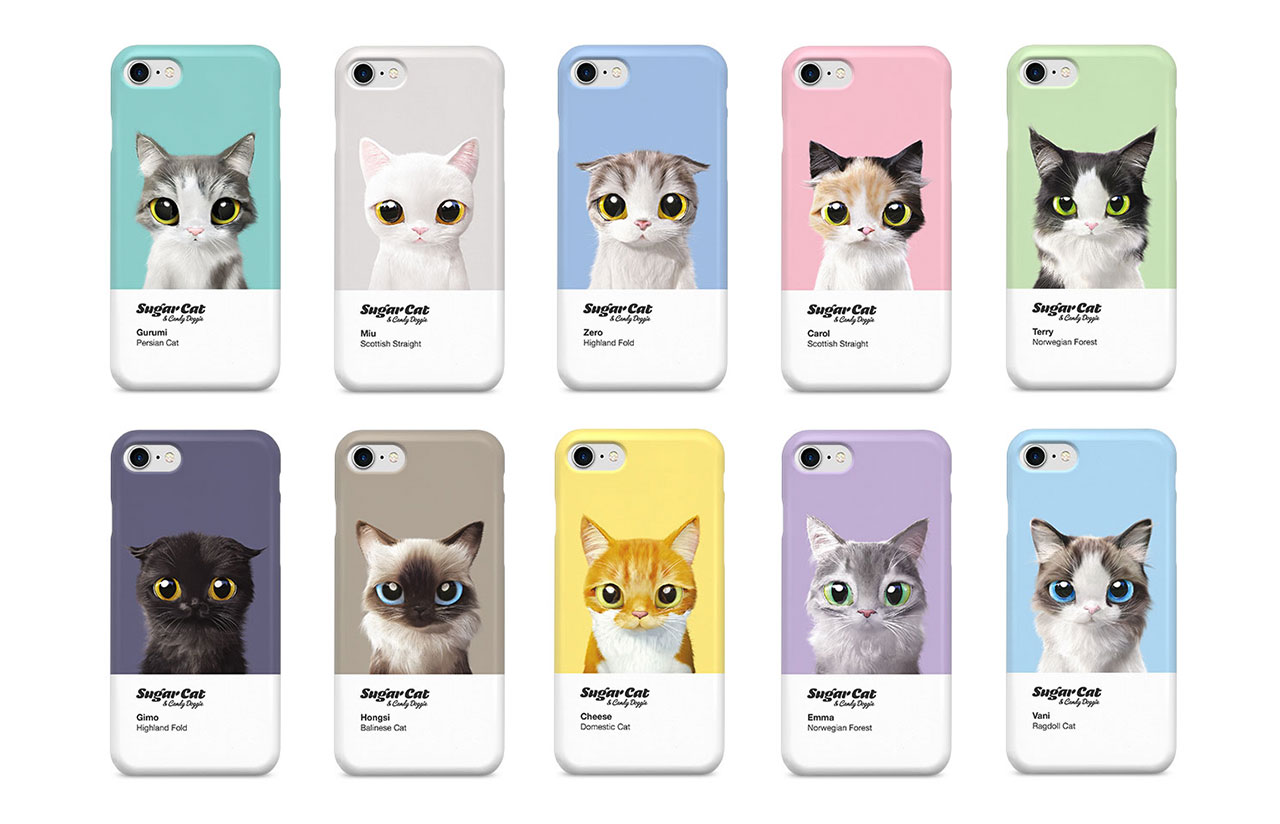 Sugar Cat
& Candy Doggie
Gurumi
Persian Cat
Sugar Cat
& Candy Doggie
Miu
Scottish Straight
Sugar Cat
& Candy Doggie
Zero
Highland Fold
Sugar Cat
& Candy Doggie
Carol
Scottish Straight
Sugar Cat
& Candy Doggie
Terry
Norwegian Forest
Sugar Cat
& Candy Doggie
Gimo
Highland Fold
Sugar Cat
& Candy Doggie
Hongsi
Balinese Cat
Sugar Cat
& Candy Doggie
Cheese
Domestic Cat
Sugar Cat
& Candy Doggie
Emma
Norwegian Forest
Sugar Cat
& Candy Doggie
Vani
Ragdoll Cat